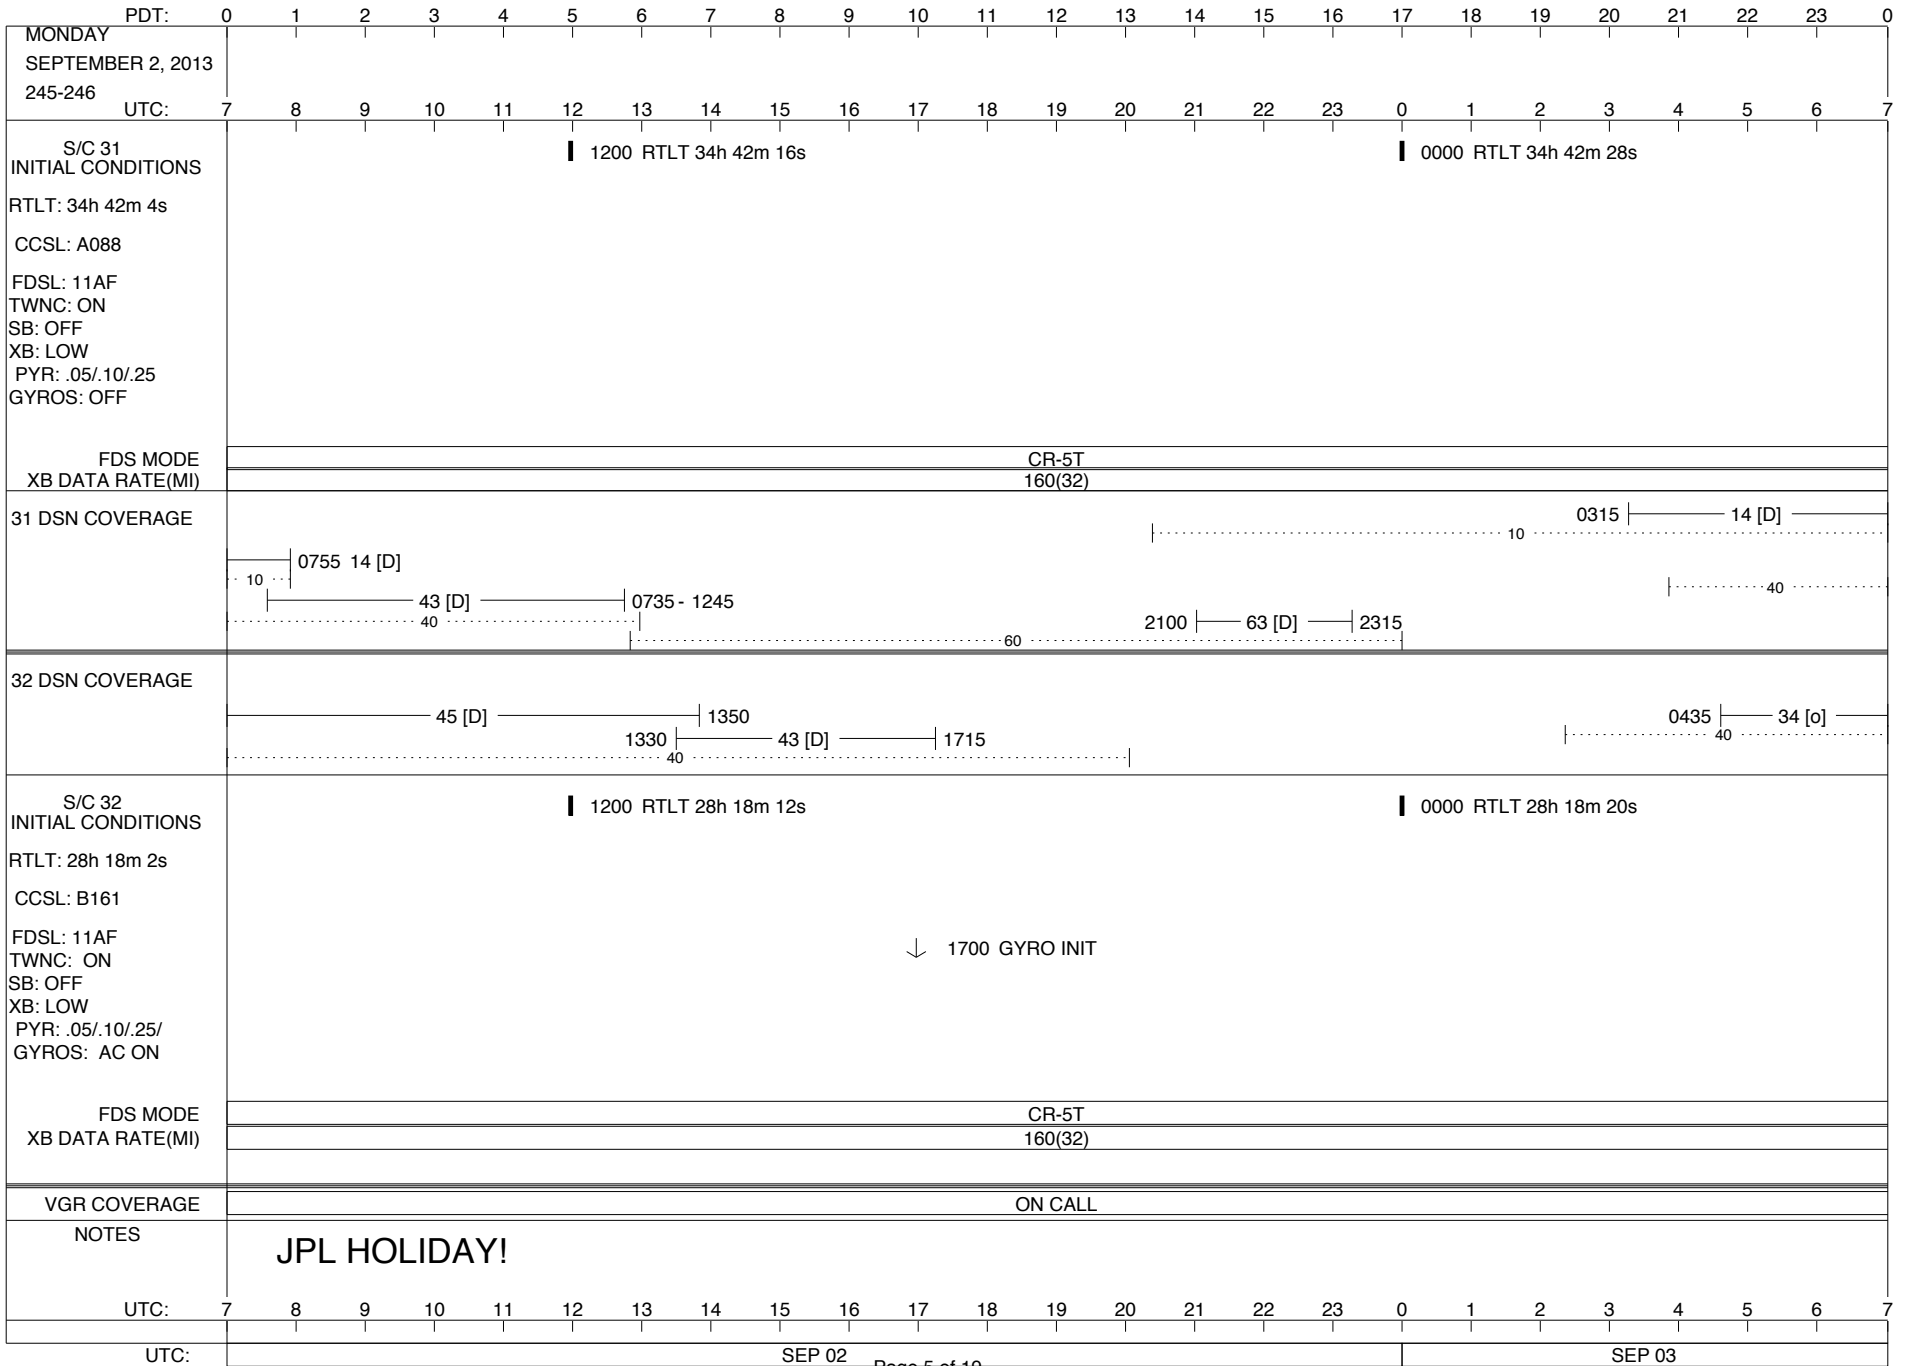 PDT: 0 1 2 3 4 5 6 7 8 9 10 11 12 13 14 15 16 17 18 19 20 21 22 23 0
MONDAY
SEPTEMBER 2, 2013
245-246
UTC: 7 8 9 10 11 12 13 14 15 16 17 18 19 20 21 22 23 0 1 2 3 4 5 6 7
S/C 31
INITIAL CONDITIONS
1200 RTLT 34h 42m 16s
0000 RTLT 34h 42m 28s
RTLT: 34h 42m 4s
CCSL: A088
FDSL: 11AF
TWNC: ON
SB: OFF
XB: LOW
PYR: .05/.10/.25
GYROS: OFF
FDS MODE CR-5T
XB DATA RATE(MI) 160(32)
31 DSN COVERAGE
0315 14 [D]
10
0755 14 [D]
10
40
43 [D] 0735 - 1245
40
2100 63 [D] 2315
60
32 DSN COVERAGE
45 [D] 1350
0435 34 [o]
1330 43 [D] 1715
40
40
S/C 32
INITIAL CONDITIONS
1200 RTLT 28h 18m 12s
0000 RTLT 28h 18m 20s
RTLT: 28h 18m 2s
CCSL: B161
FDSL: 11AF
TWNC: ON
SB: OFF
XB: LOW
PYR: .05/.10/.25/
GYROS: AC ON
1700 GYRO INIT
FDS MODE CR-5T
XB DATA RATE(MI) 160(32)
VGR COVERAGE ON CALL
NOTES
JPL HOLIDAY!
UTC: 7 8 9 10 11 12 13 14 15 16 17 18 19 20 21 22 23 0 1 2 3 4 5 6 7
UTC: SEP 02 SEP 03
Page 5 of 19